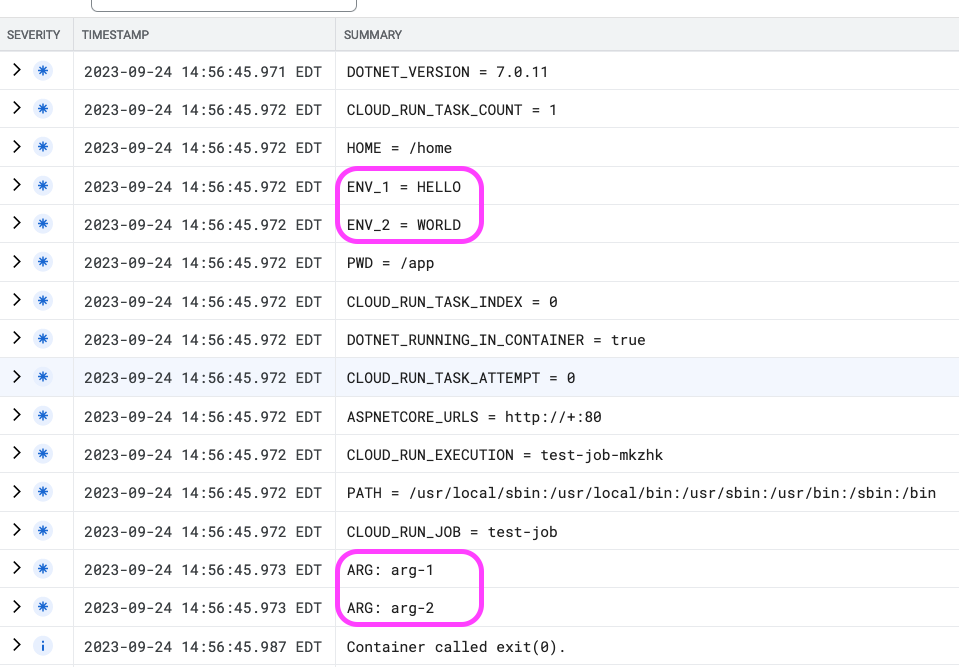 SEVERITY TIMESTAMP SUMMARY
2023-09-24 14:56:45.971 EDT DOTNET_VERSION = 7.0.11
2023-09-24 14:56:45.972 EDT CLOUD_RUN_TASK_COUNT = 1
2023-09-24 14:56:45.972 EDT HOME = /home
2023-09-24 14:56:45.972 EDT ENV_1 = HELLO
2023-09-24 14:56:45.972 EDT ENV_2 = WORLD
2023-09-24 14:56:45.972 EDT PWD = /app
2023-09-24 14:56:45.972 EDT CLOUD_RUN_TASK_INDEX = 0
2023-09-24 14:56:45.972 EDT DOTNET_RUNNING_IN_CONTAINER = true
2023-09-24 14:56:45.972 EDT CLOUD_RUN_TASK_ATTEMPT = 0
2023-09-24 14:56:45.972 EDT ASPNETCORE_URLS = http://+:80
2023-09-24 14:56:45.972 EDT CLOUD_RUN_EXECUTION = test-job-mkzhk
2023-09-24 14:56:45.972 EDT PATH = /usr/local/sbin:/usr/local/bin:/usr/sbin:/usr/bin:/sbin:/bin
2023-09-24 14:56:45.972 EDT CLOUD_RUN_JOB = test-job
2023-09-24 14:56:45.973 EDT ARG: arg-1
2023-09-24 14:56:45.973 EDT ARG: arg-2
2023-09-24 14:56:45.987 EDT Container called exit(0).